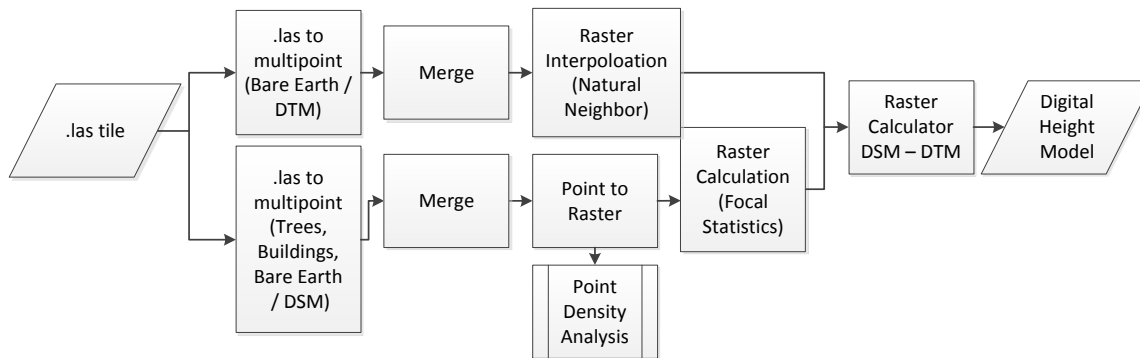 .las tile
.las to
multipoint
(Bare Earth /
DTM)
Merge
Raster
Interpoloation
(Natural
Neighbor)
.las to
multipoint
(Trees,
Buildings,
Bare Earth
/ DSM)
Merge
Point to
Raster
Raster
Calculation
(Focal
Statistics)
Point
Density
Analysis
Raster
Calculator
DSM – DTM
Digital
Height
Model